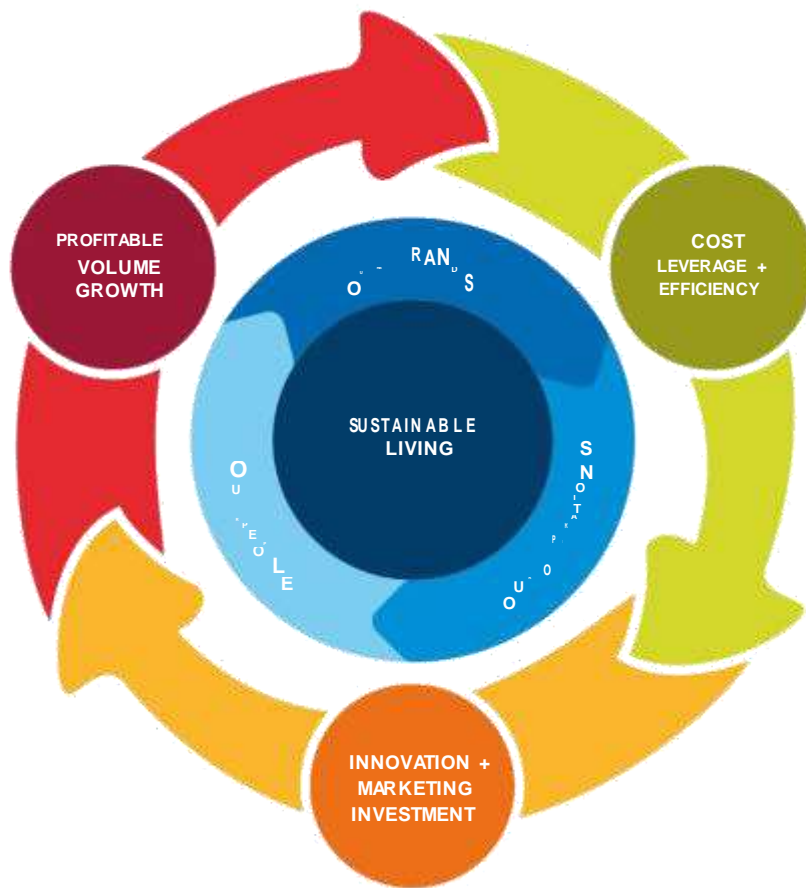 PROFITABLE
VOLUME
GROWTH
COST
LEVERAGE +
EFFICIENCY
SUSTAINABLE
LIVING
INNOVATION +
MARKETING
INVESTMENT